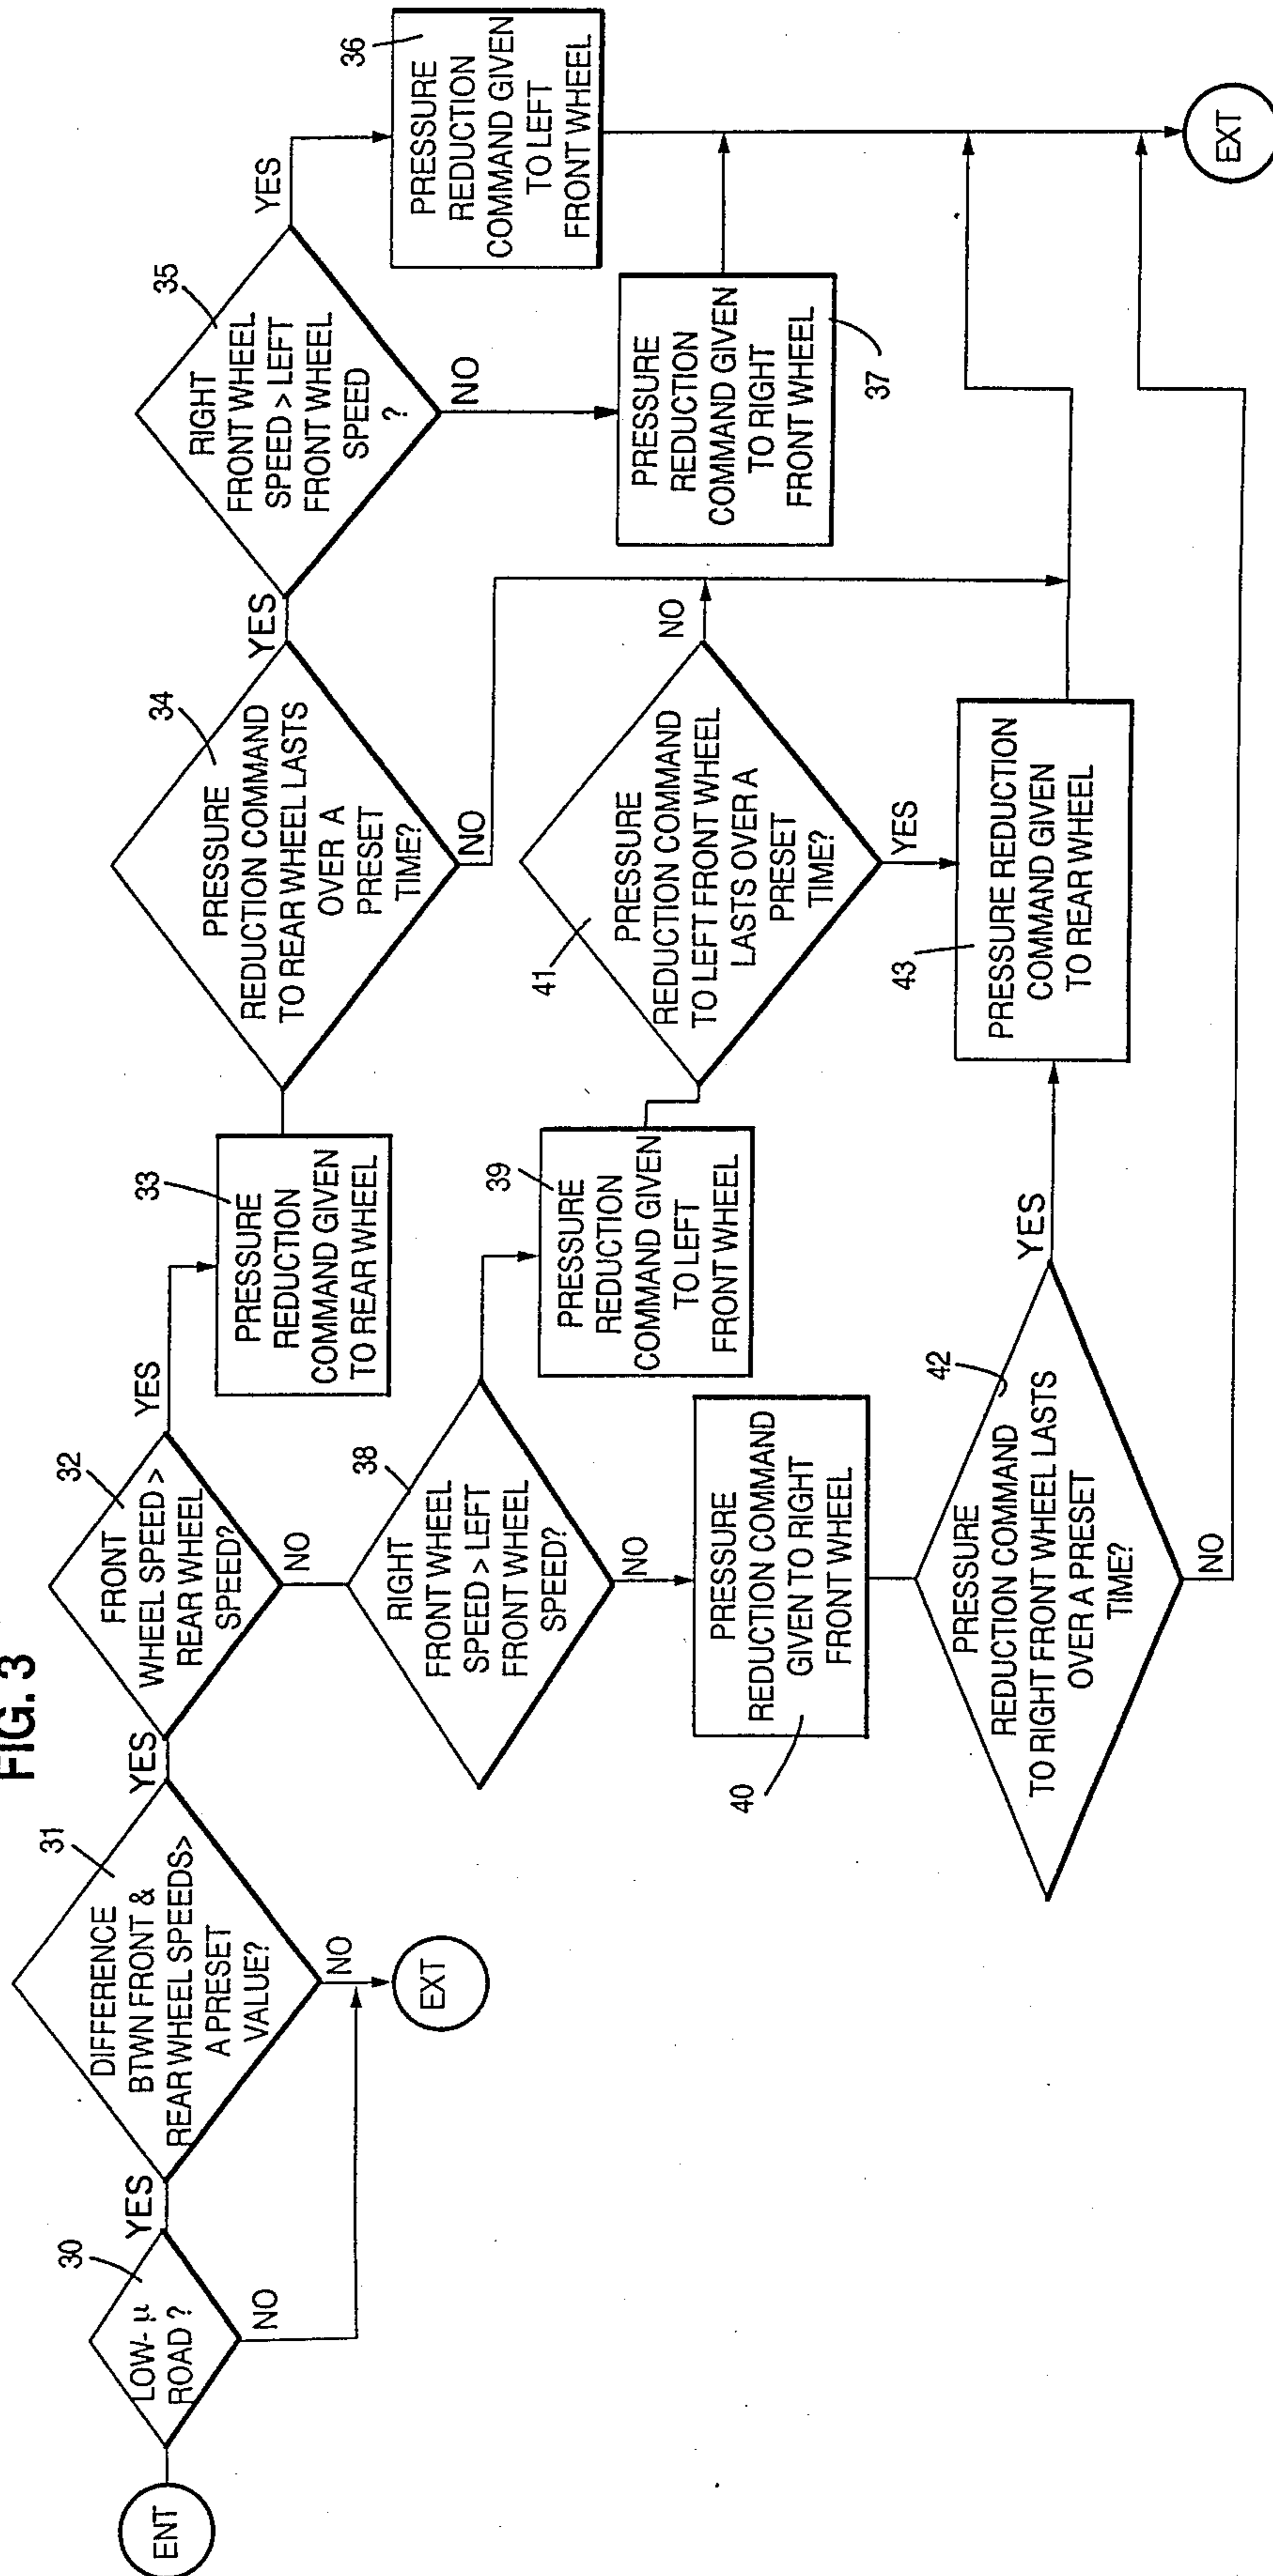 FIG. 3
ENT
30
LOW- μ
ROAD ?
YES
NO
31
DIFFERENCE
BTWN FRONT &
REAR WHEEL SPEEDS>
A PRESET
VALUE?
YES
NO
EXT
32
FRONT
WHEEL SPEED >
REAR WHEEL
SPEED?
YES
NO
33
PRESSURE
REDUCTION
COMMAND GIVEN
TO REAR WHEEL
34
PRESSURE
REDUCTION COMMAND
TO REAR WHEEL LASTS
OVER A
PRESET
TIME?
YES
NO
35
RIGHT
FRONT WHEEL
SPEED > LEFT
FRONT WHEEL
SPEED
?
YES
NO
36
PRESSURE
REDUCTION
COMMAND GIVEN
TO LEFT
FRONT WHEEL
PRESSURE
REDUCTION
COMMAND GIVEN
TO RIGHT
FRONT WHEEL
37
38
RIGHT
FRONT WHEEL
SPEED > LEFT
FRONT WHEEL
SPEED?
NO
39
PRESSURE
REDUCTION
COMMAND GIVEN
TO LEFT
FRONT WHEEL
41
PRESSURE
REDUCTION COMMAND
TO LEFT FRONT WHEEL
LASTS OVER A
PRESET
TIME?
NO
YES
40
PRESSURE
REDUCTION COMMAND
GIVEN TO RIGHT
FRONT WHEEL
42
PRESSURE
REDUCTION COMMAND
TO RIGHT FRONT WHEEL LASTS
OVER A PRESET
TIME?
YES
NO
43
PRESSURE REDUCTION
COMMAND GIVEN
TO REAR WHEEL
EXT